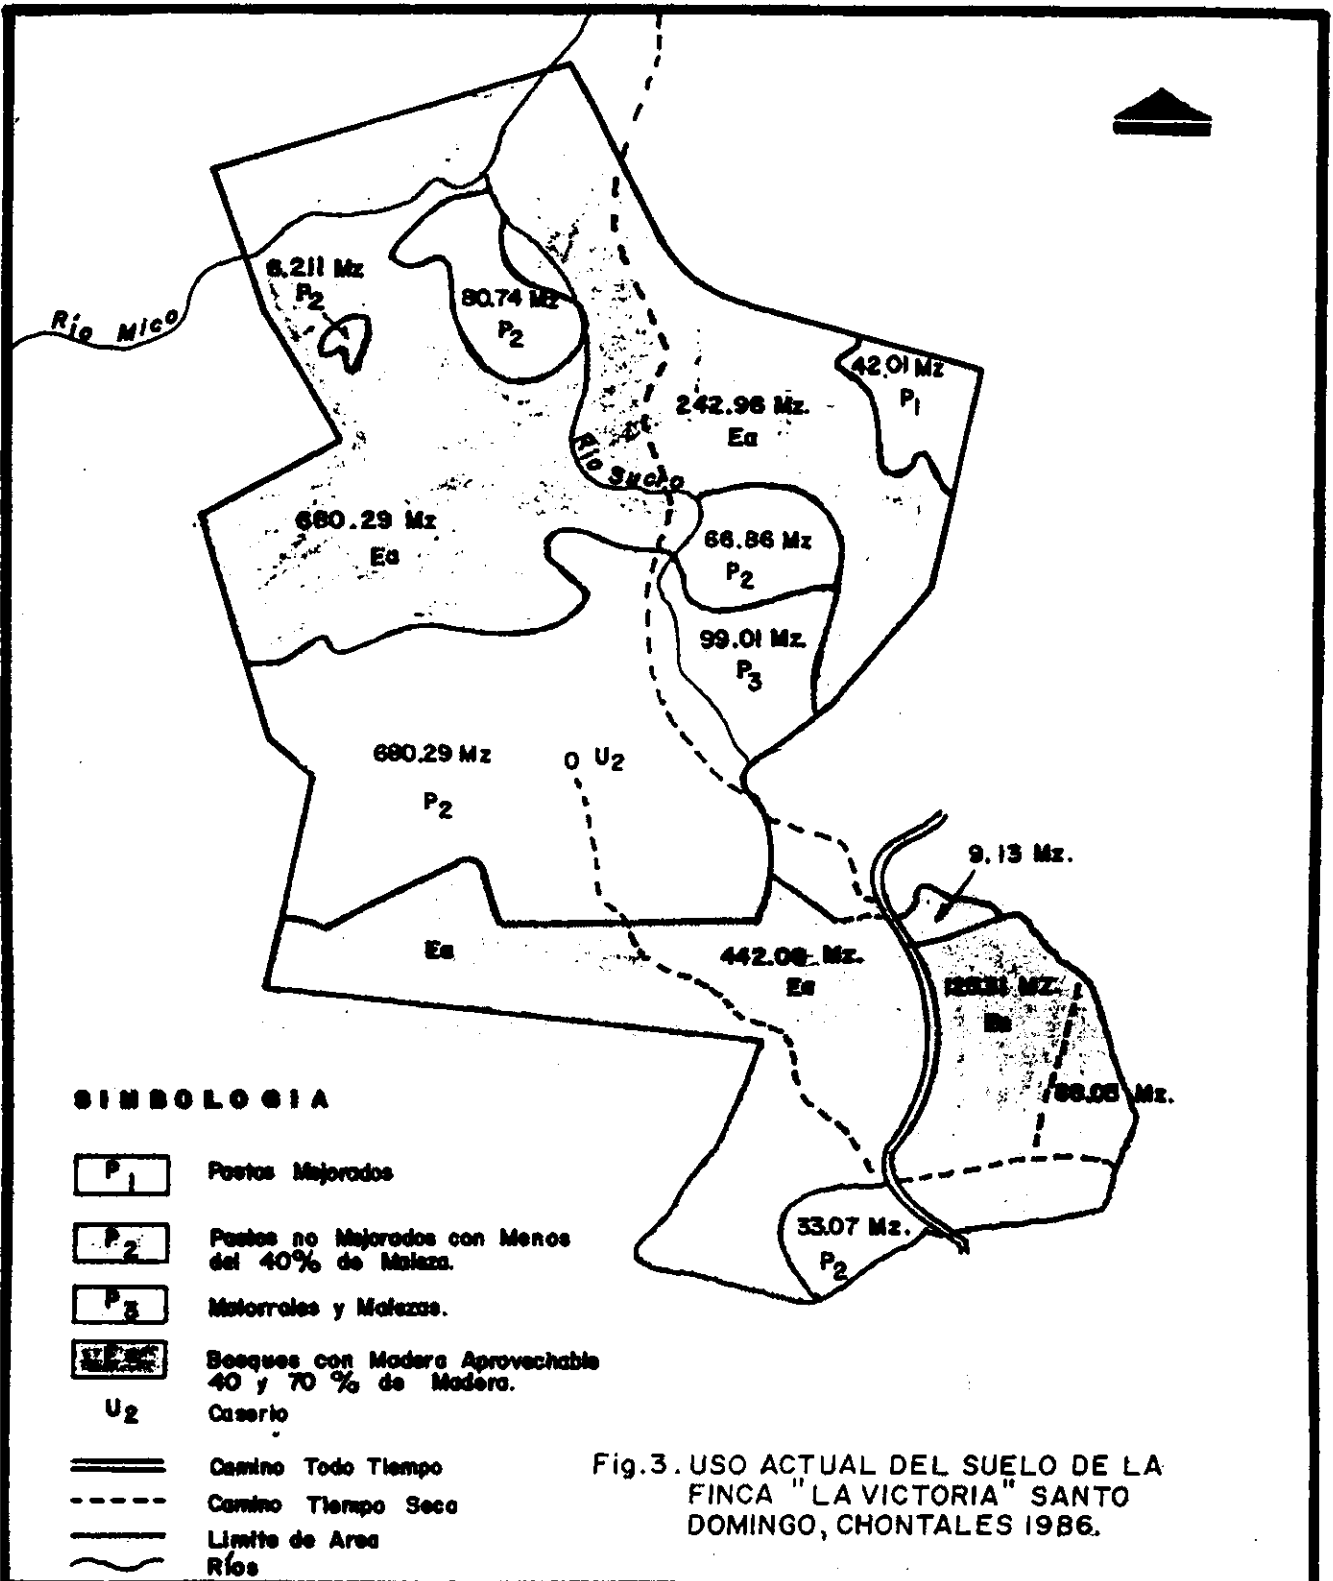 Río Mico
6.211 Mz
P2
80.74 Mz
P2
42.01 Mz
P1
242.96 Mz.
Ea
Río Sucio
680.29 Mz
Ea
66.86 Mz
P2
99.01 Mz.
P3
680.29 Mz
P2
O U2
9.13 Mz.
Ea
442.06 Mz.
Ea
MZ.
Ea
Mz.
33.07 Mz.
P2
SIMBOLOGIA
P1 Pastos Mejorados
P2 Pastos no Mejorados con Menos
del 40% de Maleza.
P3 Matorrales y Malezas.
Bosques con Madera Aprovechable
40 y 70 % de Madera.
U2 Caserio
Camino Todo Tiempo
Camino Tiempo Seca
Limite de Area
Ríos
Fig.3. USO ACTUAL DEL SUELO DE LA
FINCA "LA VICTORIA" SANTO
DOMINGO, CHONTALES 1986.